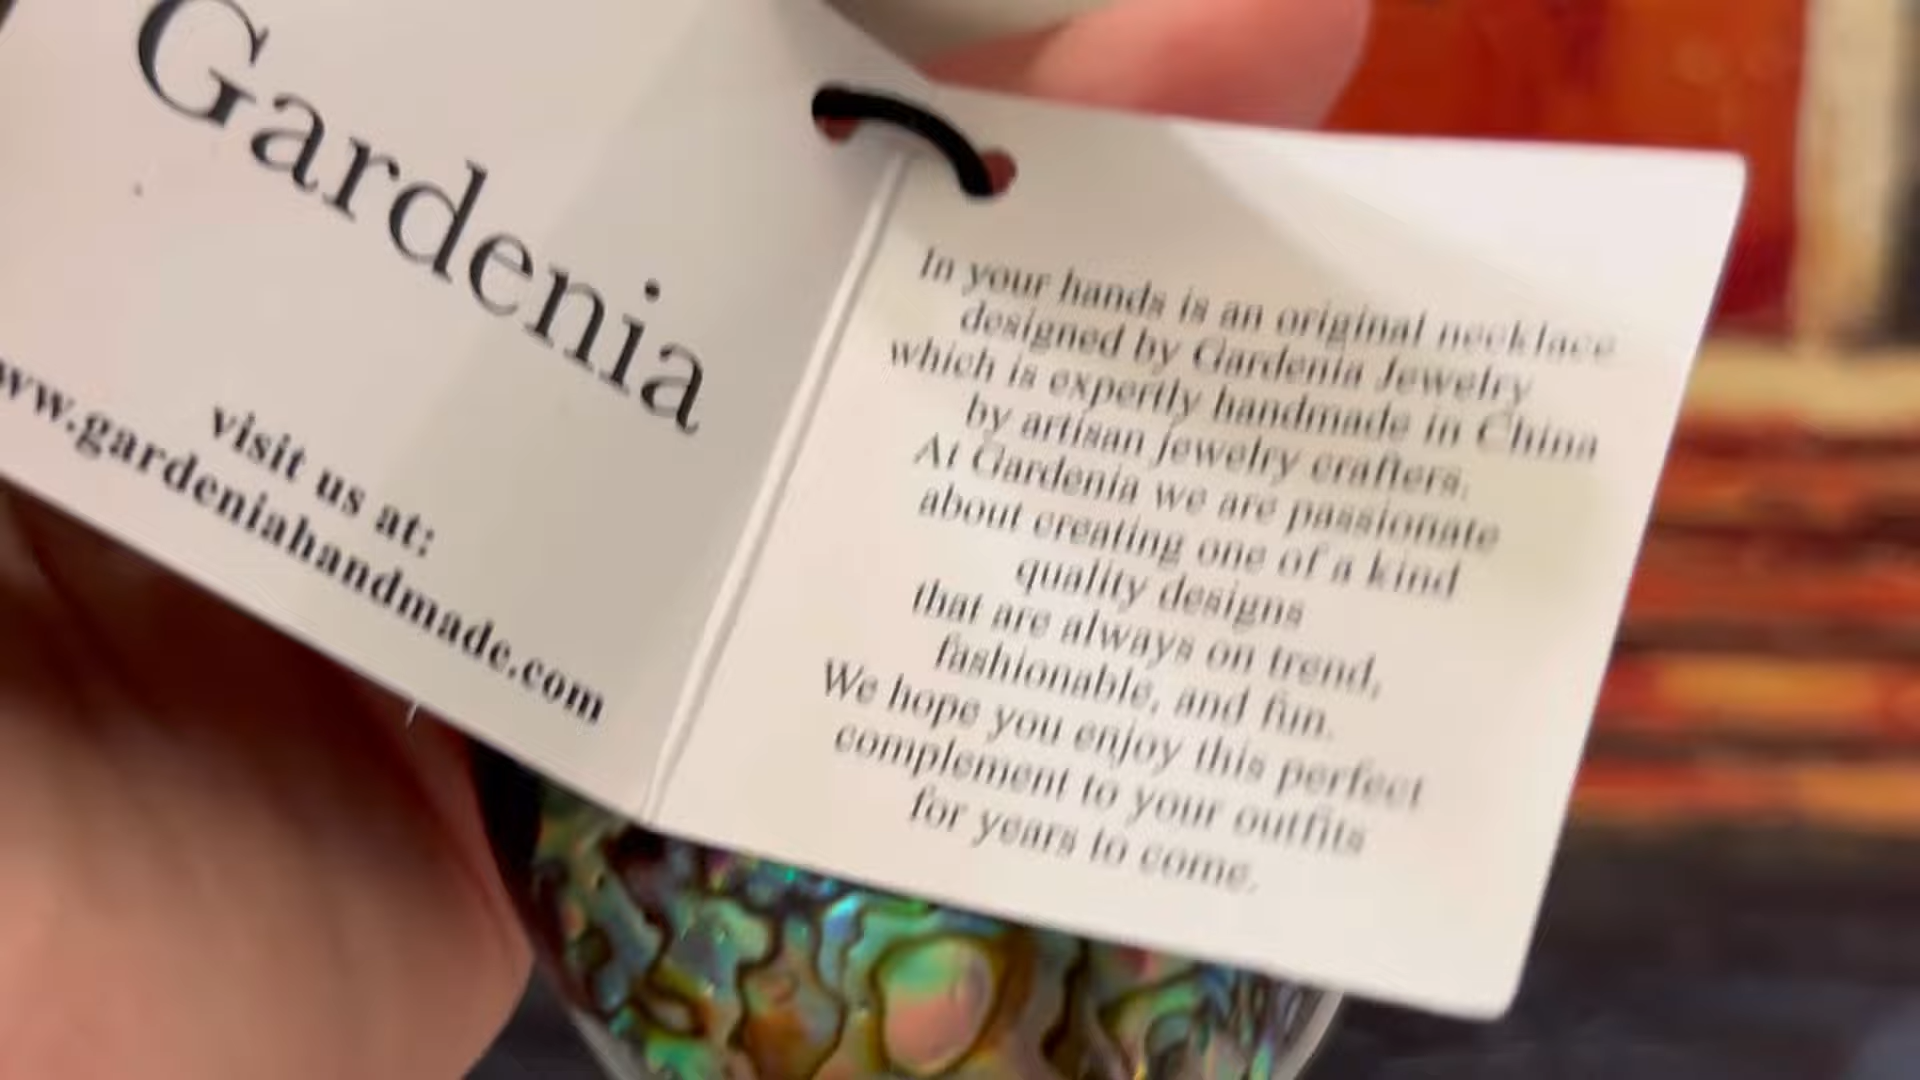 Gardenia
visit us at:
www.gardeniahandmade.com
In your hands is an original necklace
designed by Gardenia Jewelry
which is expertly handmade in China
by artisan jewelry crafters.
At Gardenia we are passionate
about creating one of a kind
quality designs
that are always on trend,
fashionable, and fun.
We hope you enjoy this perfect
complement to your outfits
for years to come.